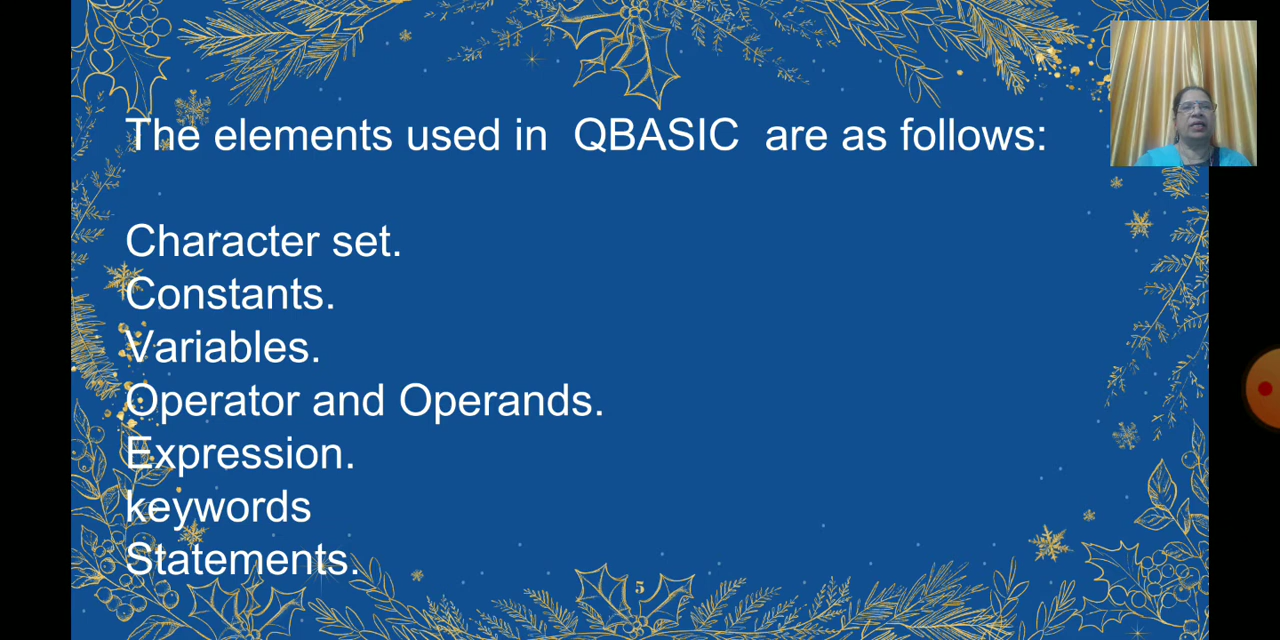 The elements used in QBASIC are as follows:
Character set.
Constants.
Variables.
Operator and Operands.
Expression.
keywords
Statements.
5